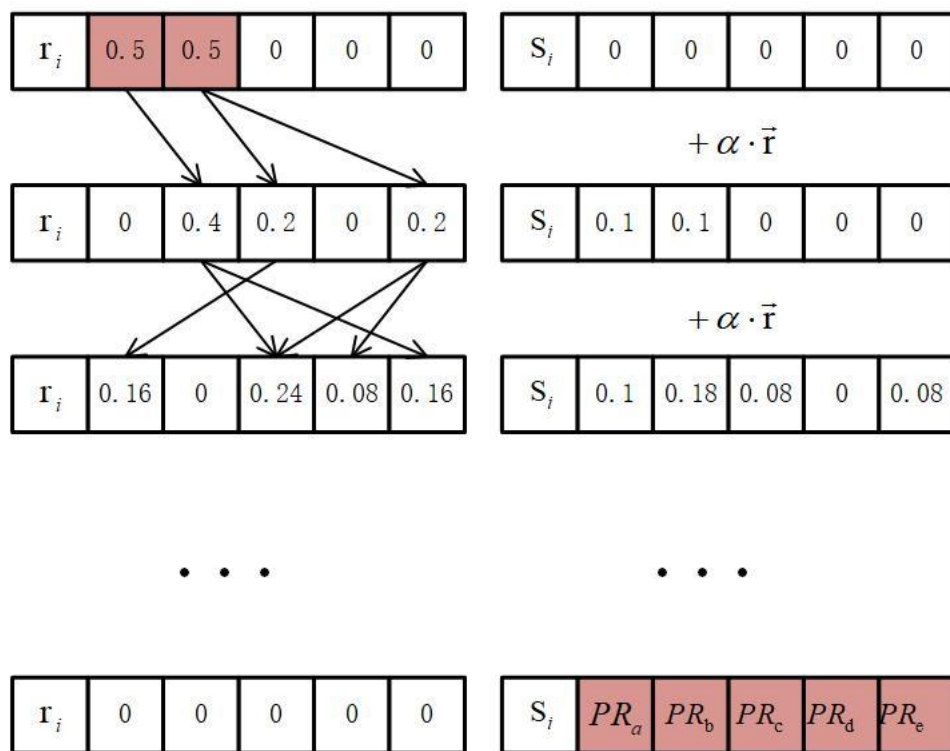 r_i 0.5 0.5 0 0 0 S_i 0 0 0 0 0
+ α · r⃗
r_i 0 0.4 0.2 0 0.2 S_i 0.1 0.1 0 0 0
+ α · r⃗
r_i 0.16 0 0.24 0.08 0.16 S_i 0.1 0.18 0.08 0 0.08
· · · · · ·
r_i 0 0 0 0 0 S_i PR_a PR_b PR_c PR_d PR_e